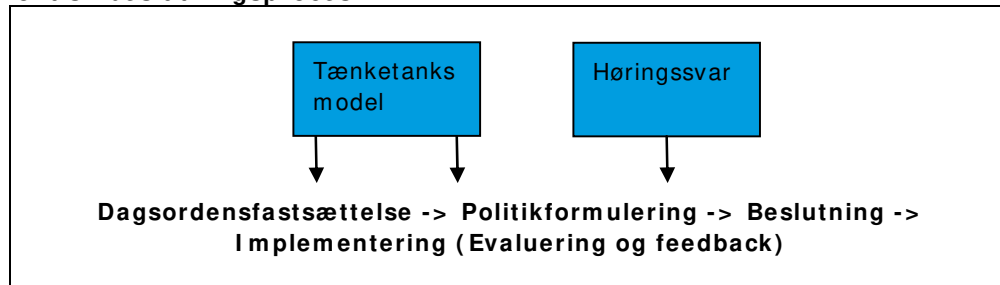 Tænketanks
model
Høringssvar
Dagsordensfastsættelse -> Politikformulering -> Beslutning ->
Implementering (Evaluering og feedback)